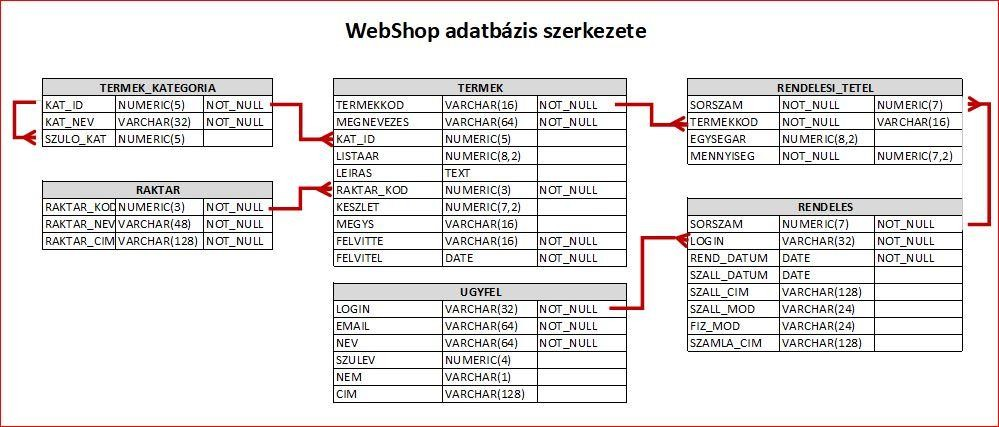 WebShop adatbázis szerkezete
TERMEK_KATEGORIA
KAT_ID NUMERIC(5) NOT_NULL
KAT_NEV VARCHAR(32) NOT_NULL
SZULO_KAT NUMERIC(5)
RAKTAR
RAKTAR_KOD NUMERIC(3) NOT_NULL
RAKTAR_NEV VARCHAR(48) NOT_NULL
RAKTAR_CIM VARCHAR(128) NOT_NULL
TERMEK
TERMEKKOD VARCHAR(16) NOT_NULL
MEGNEVEZES VARCHAR(64) NOT_NULL
KAT_ID NUMERIC(5)
LISTAAR NUMERIC(8,2)
LEIRAS TEXT
RAKTAR_KOD NUMERIC(3) NOT_NULL
KESZLET NUMERIC(7,2)
MEGYS VARCHAR(16)
FELVITTE VARCHAR(16) NOT_NULL
FELVITEL DATE NOT_NULL
UGYFEL
LOGIN VARCHAR(32) NOT_NULL
EMAIL VARCHAR(64) NOT_NULL
NEV VARCHAR(64) NOT_NULL
SZULEV NUMERIC(4)
NEM VARCHAR(1)
CIM VARCHAR(128)
RENDELESI_TETEL
SORSZAM NOT_NULL NUMERIC(7)
TERMEKKOD NOT_NULL VARCHAR(16)
EGYSEGAR NUMERIC(8,2)
MENNYISEG NOT_NULL NUMERIC(7,2)
RENDELES
SORSZAM NUMERIC(7) NOT_NULL
LOGIN VARCHAR(32) NOT_NULL
REND_DATUM DATE NOT_NULL
SZALL_DATUM DATE
SZALL_CIM VARCHAR(128)
SZALL_MOD VARCHAR(24)
FIZ_MOD VARCHAR(24)
SZAMLA_CIM VARCHAR(128)